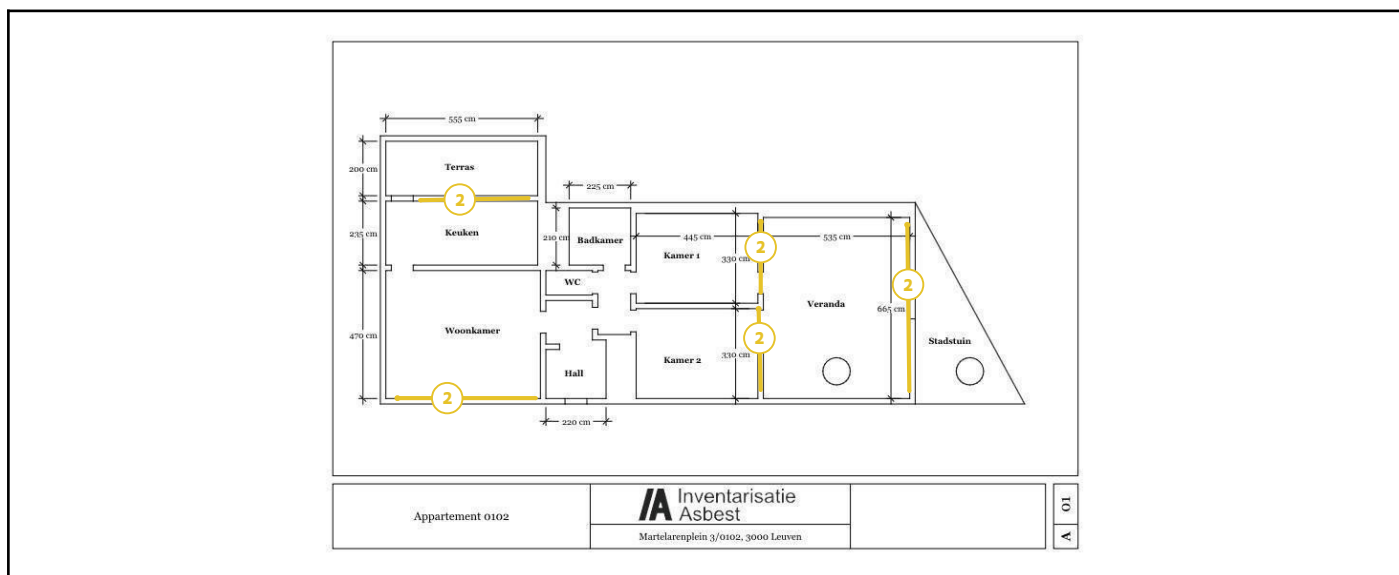 555 cm
200 cm
Terras
2
225 cm
235 cm
Keuken
210 cm
Badkamer
445 cm
Kamer 1
330 cm
2
535 cm
WC
2
470 cm
Woonkamer
Veranda
665 cm
Stadstuin
2
330 cm
Kamer 2
Hall
2
220 cm
Appartement 0102
IA Inventarisatie
Asbest
Martelarenplein 3/0102, 3000 Leuven
01
A